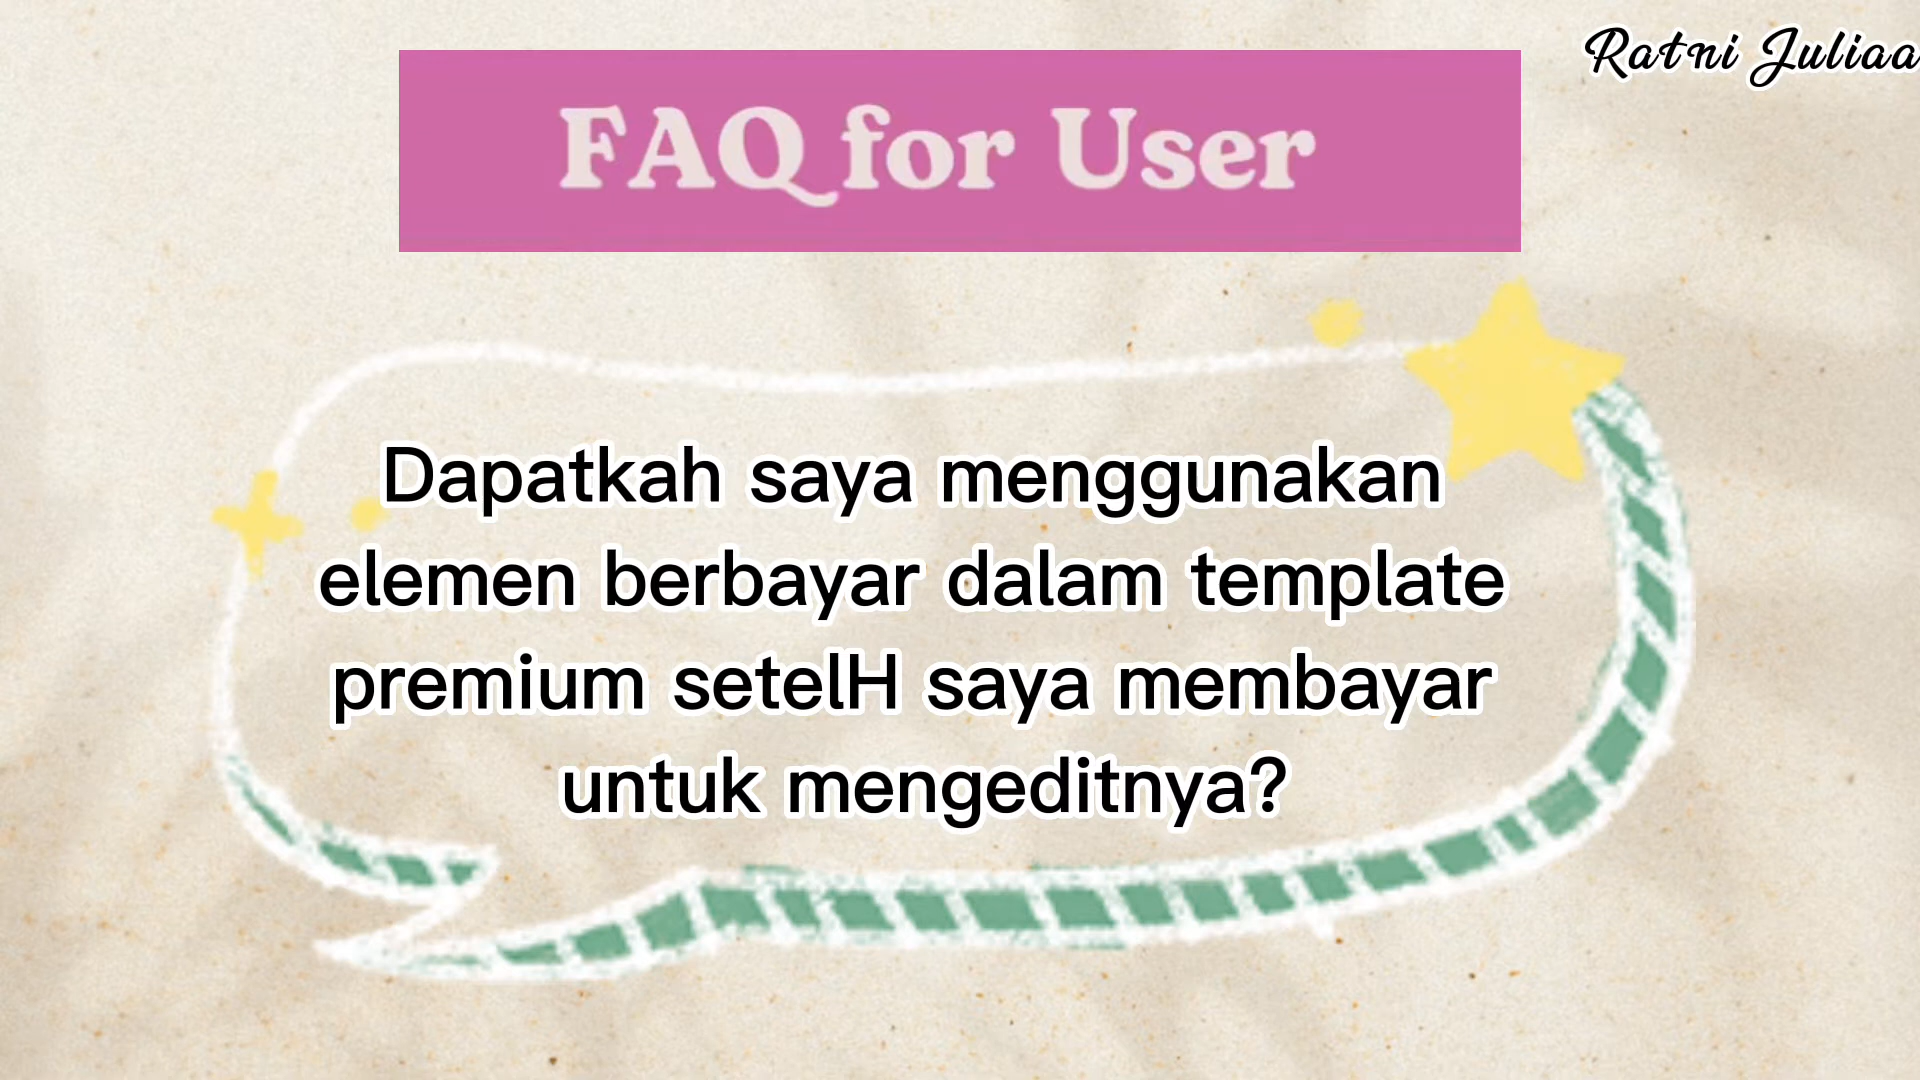 Ratni Juliaa
FAQ for User
Dapatkah saya menggunakan
elemen berbayar dalam template
premium setelH saya membayar
untuk mengeditnya?